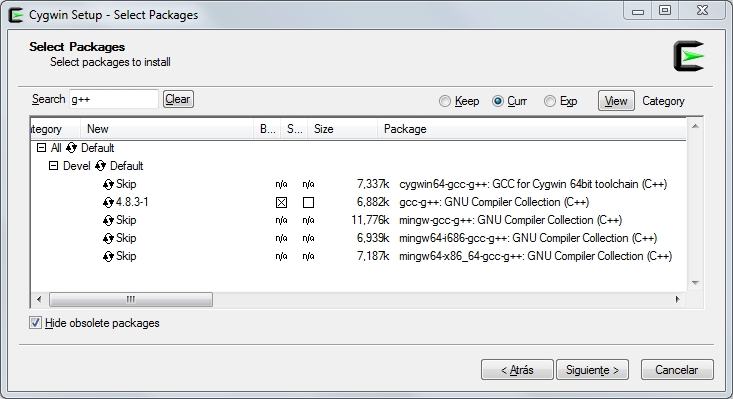 Cygwin Setup - Select Packages
Select Packages
Select packages to install
Search g++ Clear Keep Curr Exp View Category
tegory New B... S... Size Package
All Default
Devel Default
Skip n/a n/a 7,337k cygwin64-gcc-g++: GCC for Cygwin 64bit toolchain (C++)
4.8.3-1 6,882k gcc-g++: GNU Compiler Collection (C++)
Skip n/a n/a 11,776k mingw-gcc-g++: GNU Compiler Collection (C++)
Skip n/a n/a 6,939k mingw64-i686-gcc-g++: GNU Compiler Collection (C++)
Skip n/a n/a 7,187k mingw64-x86_64-gcc-g++: GNU Compiler Collection (C++)
Hide obsolete packages
< Atrás Siguiente > Cancelar